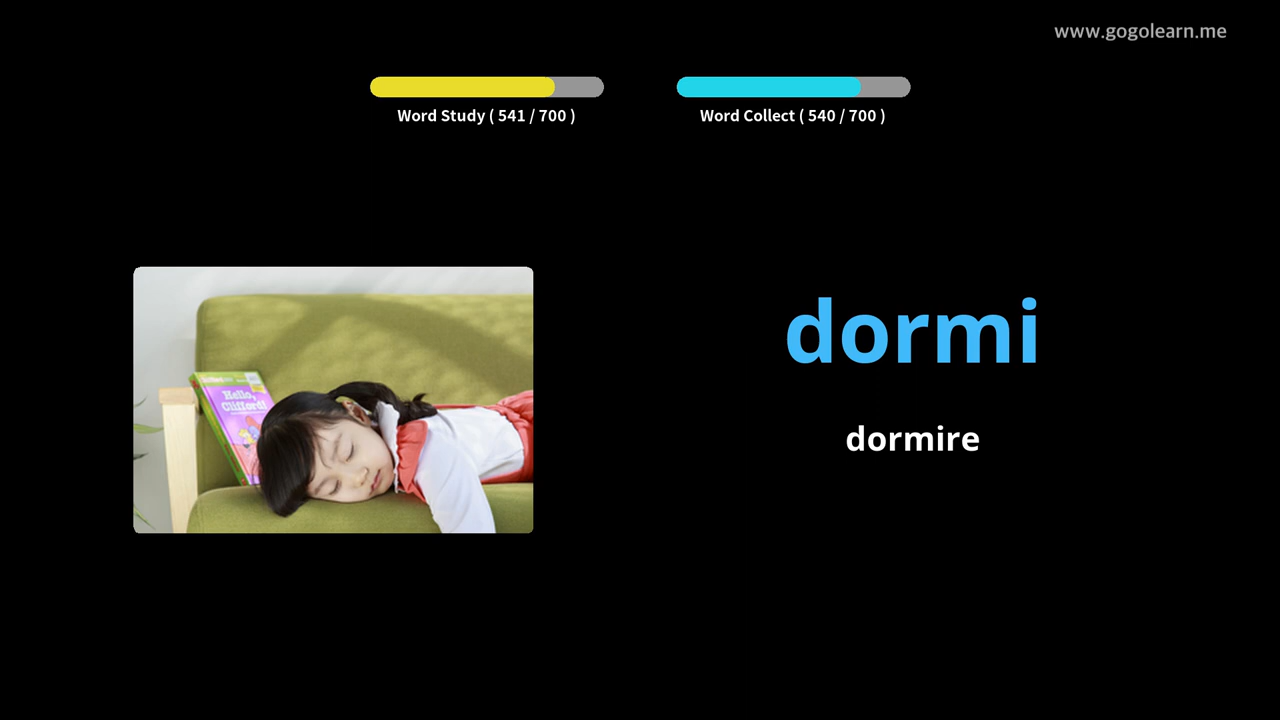 www.gogolearn.me
Word Study ( 541 / 700 )
Word Collect ( 540 / 700 )
Hello,
Clifford!
dormi
dormire